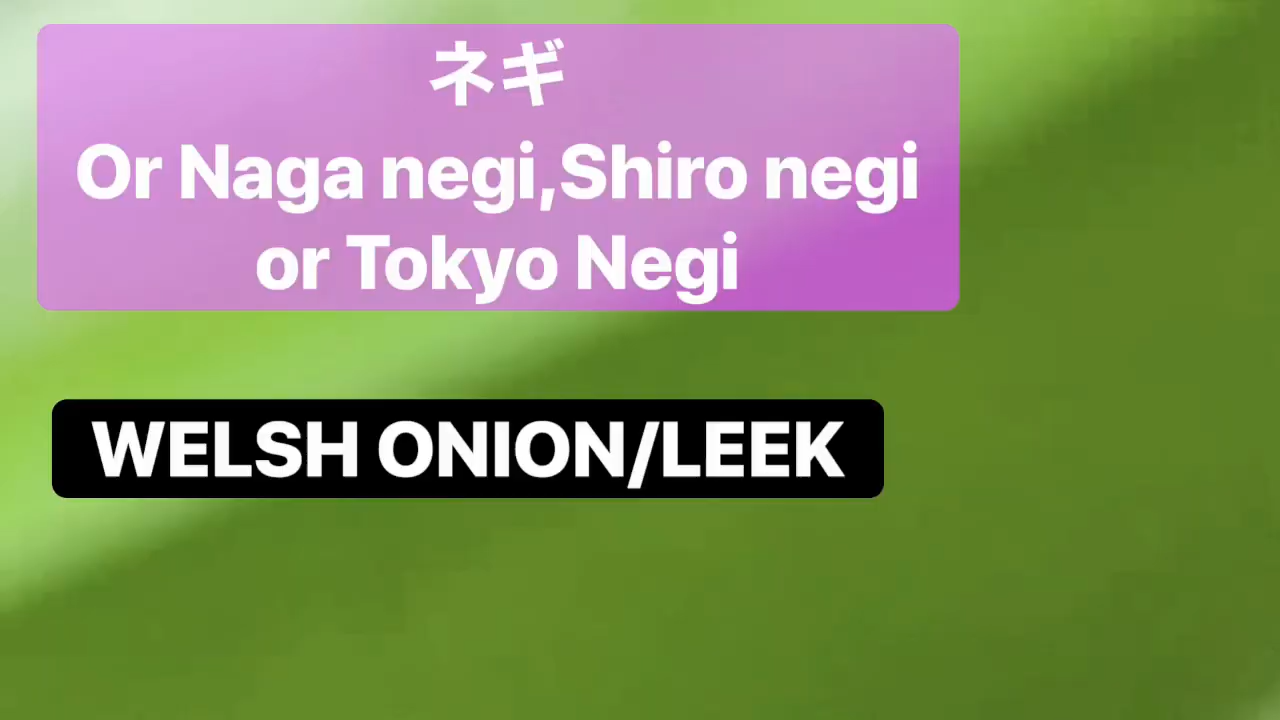 ネギ
Or Naga negi,Shiro negi
or Tokyo Negi
WELSH ONION/LEEK